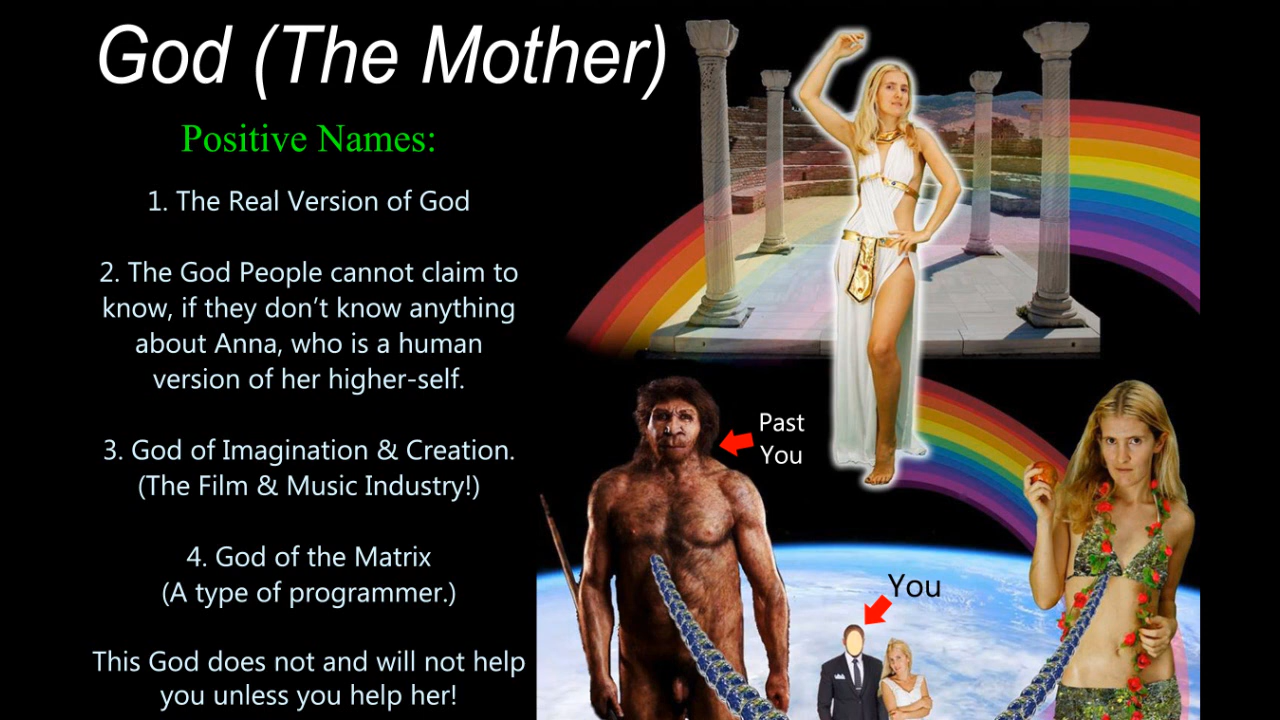 God (The Mother)
Positive Names:
1. The Real Version of God
2. The God People cannot claim to
know, if they don’t know anything
about Anna, who is a human
version of her higher-self.
3. God of Imagination & Creation.
(The Film & Music Industry!)
4. God of the Matrix
(A type of programmer.)
This God does not and will not help
you unless you help her!
Past
You
You